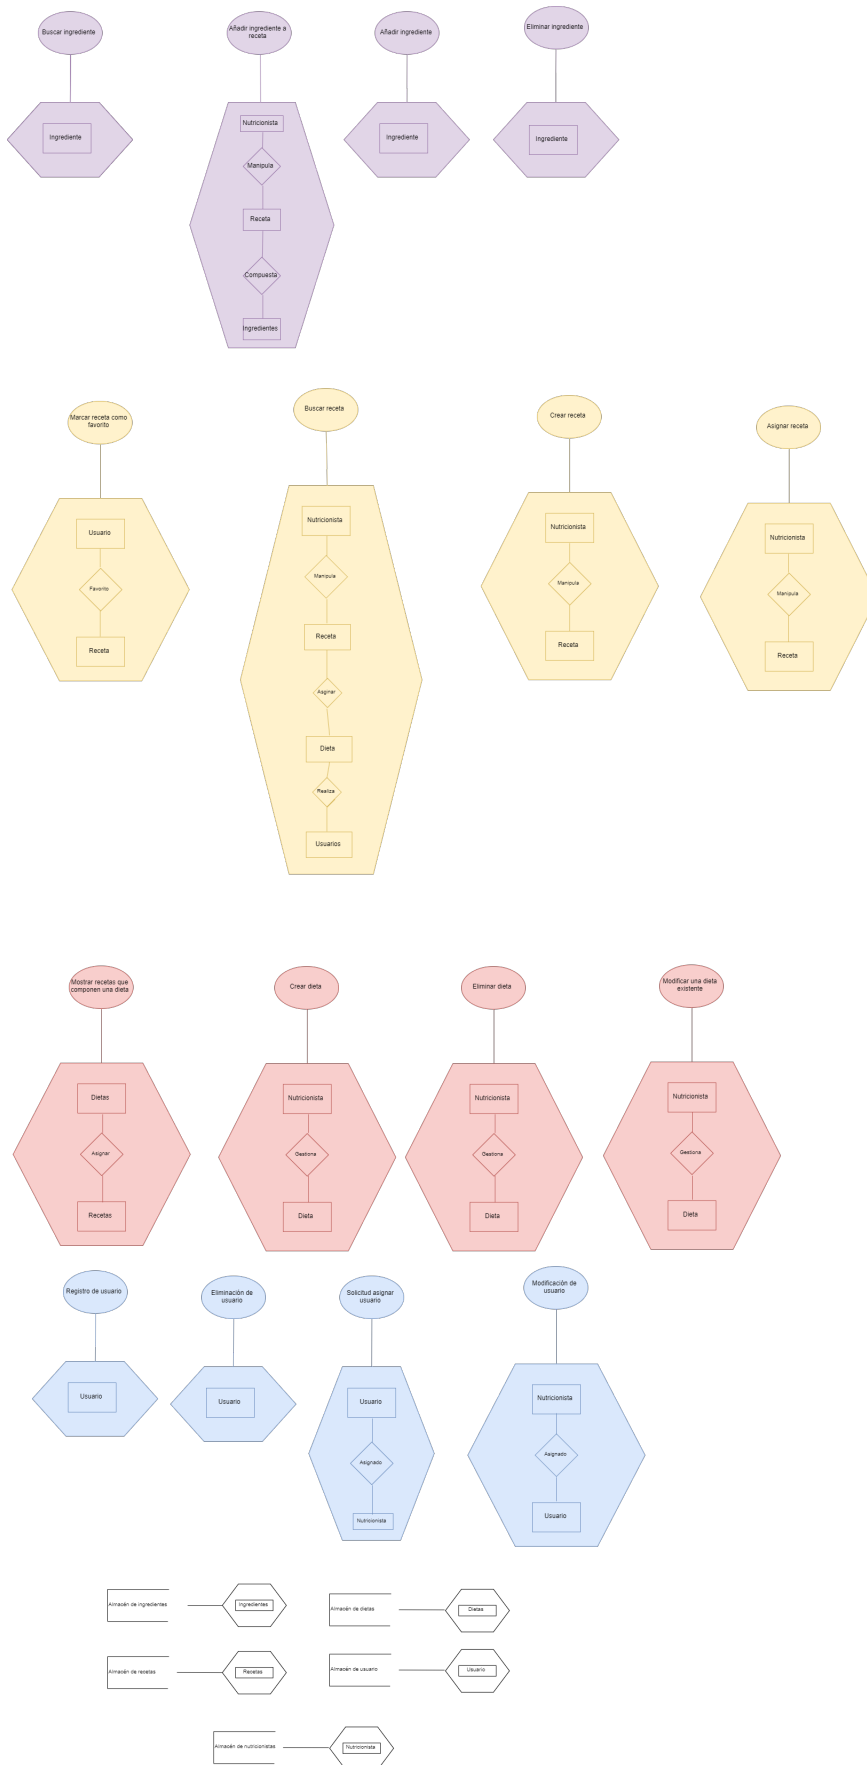 Buscar ingrediente
Añadir ingrediente a
receta
Añadir ingrediente
Eliminar ingrediente
Ingrediente
Nutricionista
Manipula
Receta
Compuesta
Ingredientes
Ingrediente
Ingrediente
Marcar receta como
favorito
Buscar receta
Crear receta
Asignar receta
Usuario
Favorito
Receta
Nutricionista
Manipula
Receta
Asginar
Dieta
Realiza
Usuarios
Nutricionista
Manipula
Receta
Nutricionista
Manipula
Receta
Mostrar recetas que
componen una dieta
Crear dieta
Eliminar dieta
Modificar una dieta
existente
Dietas
Asignar
Recetas
Nutricionista
Gestiona
Dieta
Nutricionista
Gestiona
Dieta
Nutricionista
Gestiona
Dieta
Registro de usuario
Eliminación de
usuario
Solicitud asignar
usuario
Modificación de
usuario
Usuario
Usuario
Usuario
Asignado
Nutricionista
Nutricionista
Asignado
Usuario
Almacén de ingredientes
Ingredientes
Almacén de dietas
Dietas
Almacén de recetas
Recetas
Almacén de usuario
Usuario
Almacén de nutricionistas
Nutricionista